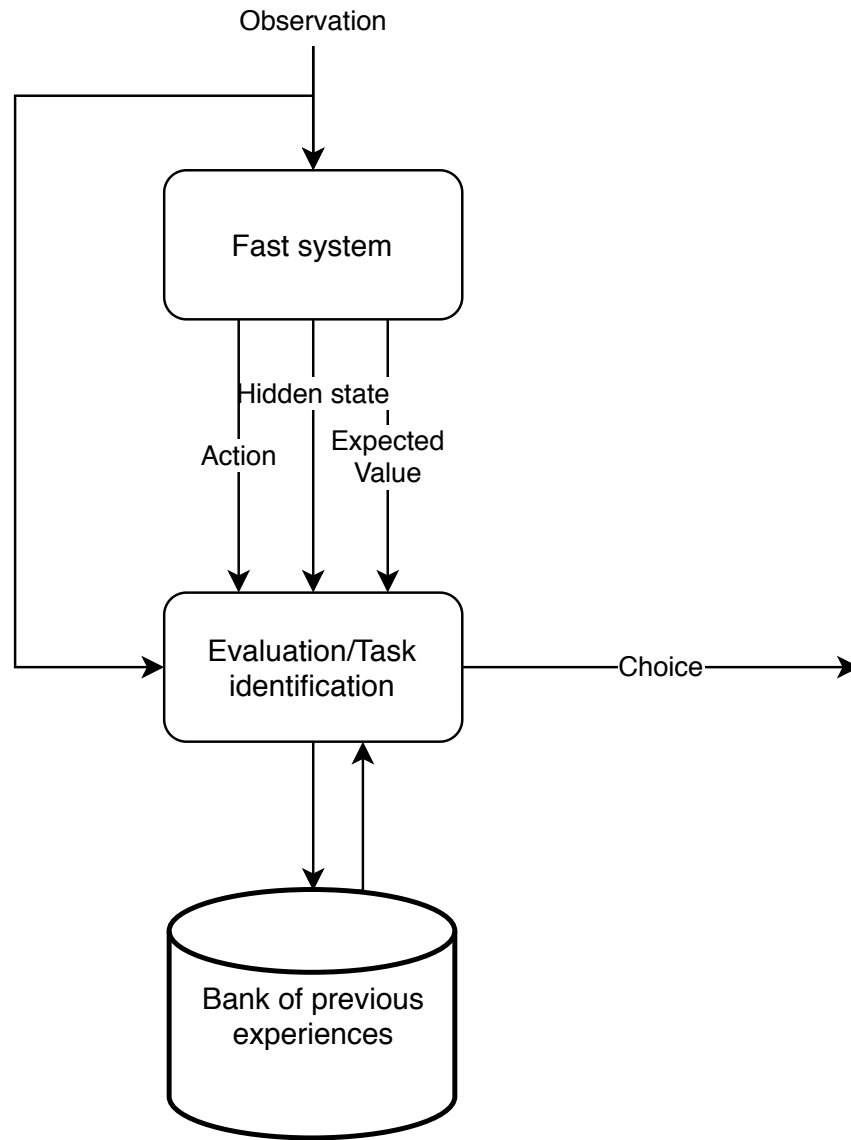 Observation
Fast system
Hidden state
Action
Expected
Value
Evaluation/Task
identification
Choice
Bank of previous
experiences